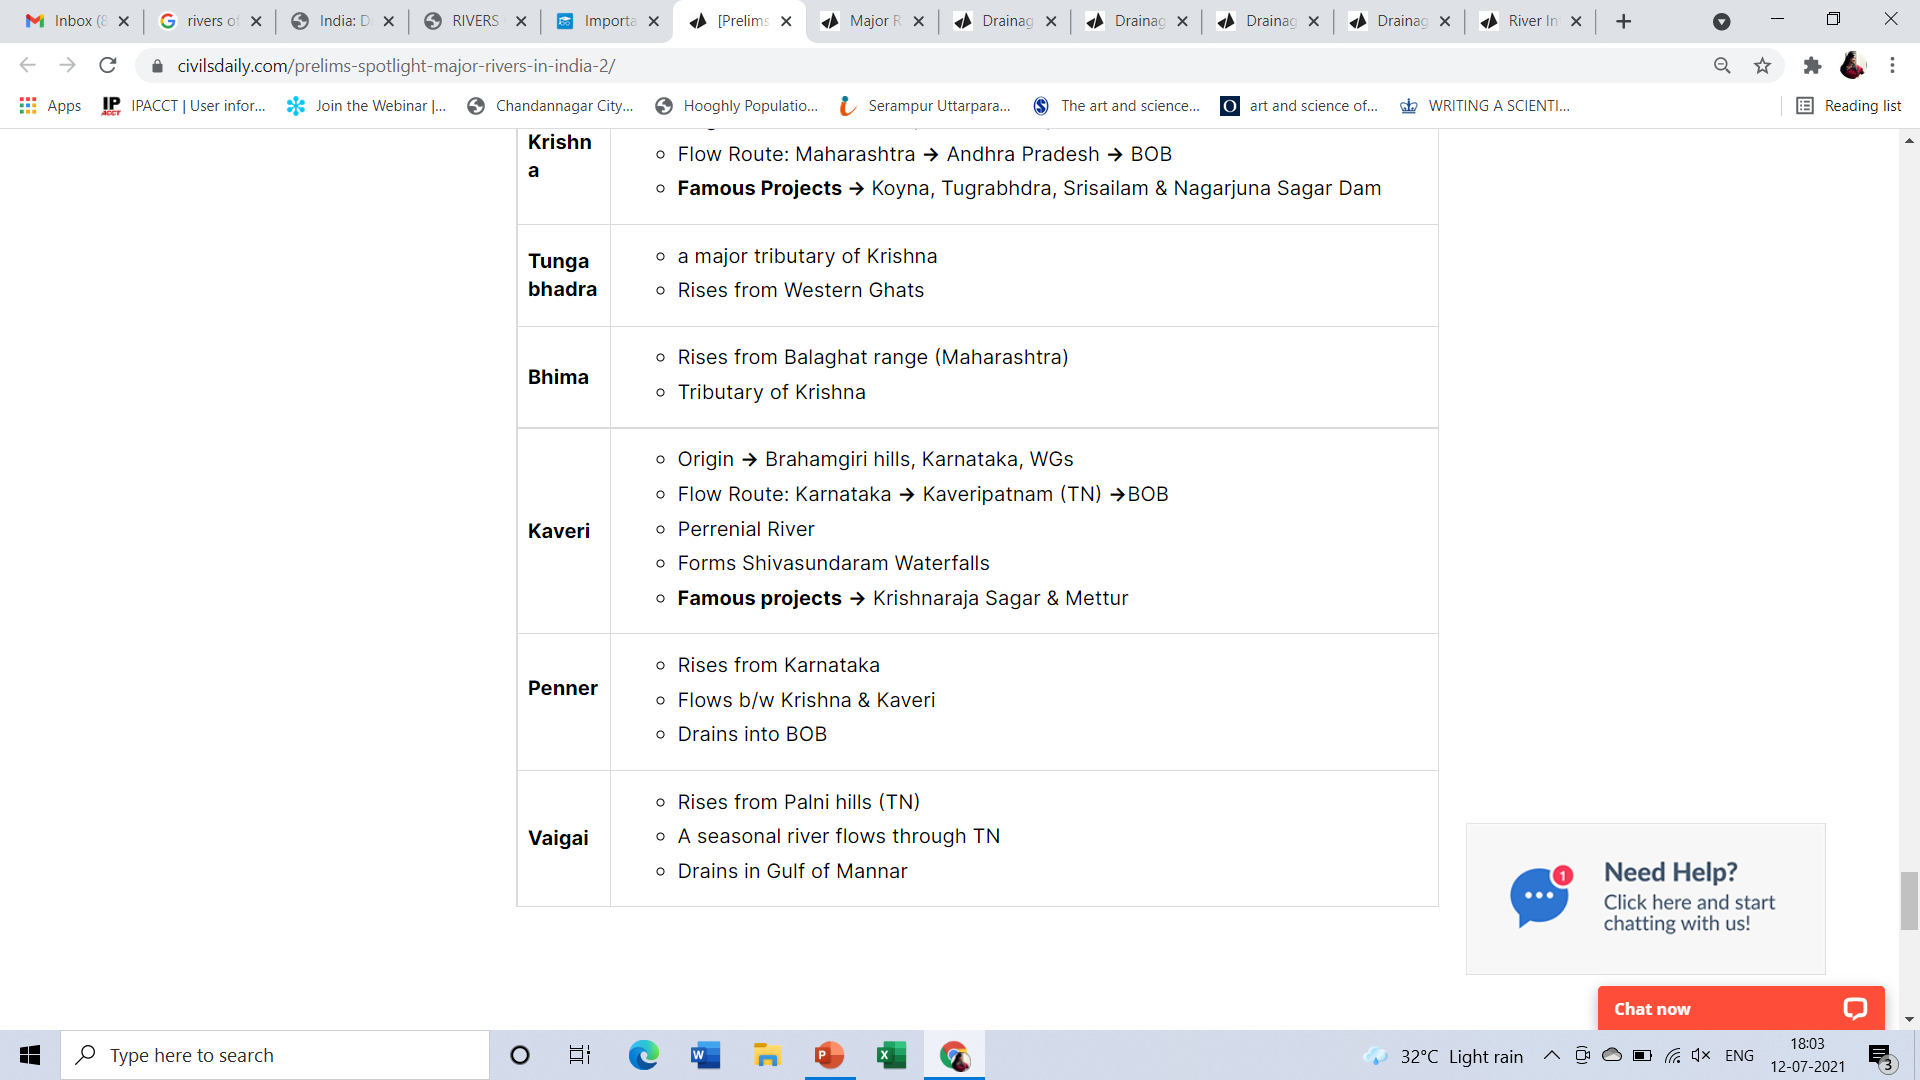 Inbox (8
rivers of
India: D
RIVERS
Importa
[Prelims
Major R
Drainag
Drainag
Drainag
Drainag
River In
civilsdaily.com/prelims-spotlight-major-rivers-in-india-2/
Apps
IPACCT | User infor...
Join the Webinar |...
Chandannagar City...
Hooghly Populatio...
Serampur Uttarpara...
The art and science...
art and science of...
WRITING A SCIENTI...
Reading list
Krishn
a
Flow Route: Maharashtra → Andhra Pradesh → BOB
Famous Projects → Koyna, Tugrabhdra, Srisailam & Nagarjuna Sagar Dam
Tunga
bhadra
a major tributary of Krishna
Rises from Western Ghats
Bhima
Rises from Balaghat range (Maharashtra)
Tributary of Krishna
Kaveri
Origin → Brahamgiri hills, Karnataka, WGs
Flow Route: Karnataka → Kaveripatnam (TN) →BOB
Perrenial River
Forms Shivasundaram Waterfalls
Famous projects → Krishnaraja Sagar & Mettur
Penner
Rises from Karnataka
Flows b/w Krishna & Kaveri
Drains into BOB
Vaigai
Rises from Palni hills (TN)
A seasonal river flows through TN
Drains in Gulf of Mannar
1
Need Help?
Click here and start
chatting with us!
Chat now
Type here to search
32°C Light rain
ENG
18:03
12-07-2021
3